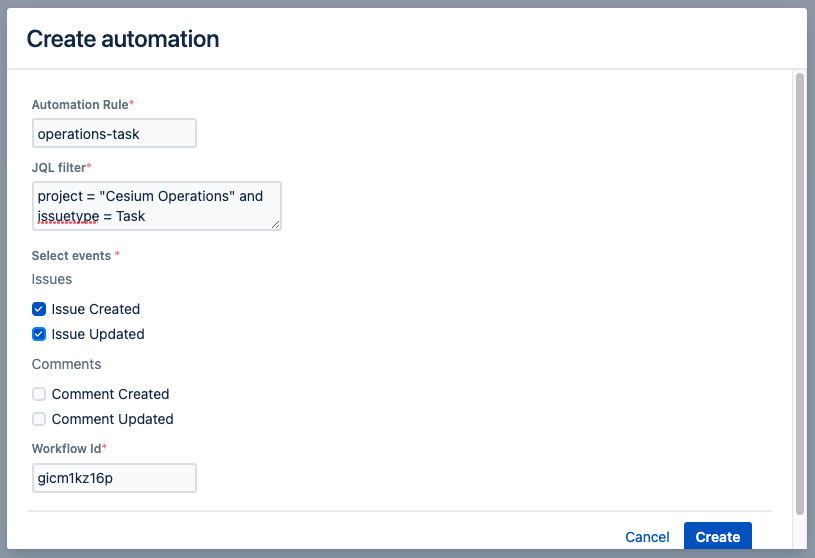 Create automation
Automation Rule*
operations-task
JQL filter*
project = "Cesium Operations" and
issuetype = Task
Select events *
Issues
Issue Created
Issue Updated
Comments
Comment Created
Comment Updated
Workflow Id*
gicm1kz16p
Cancel Create